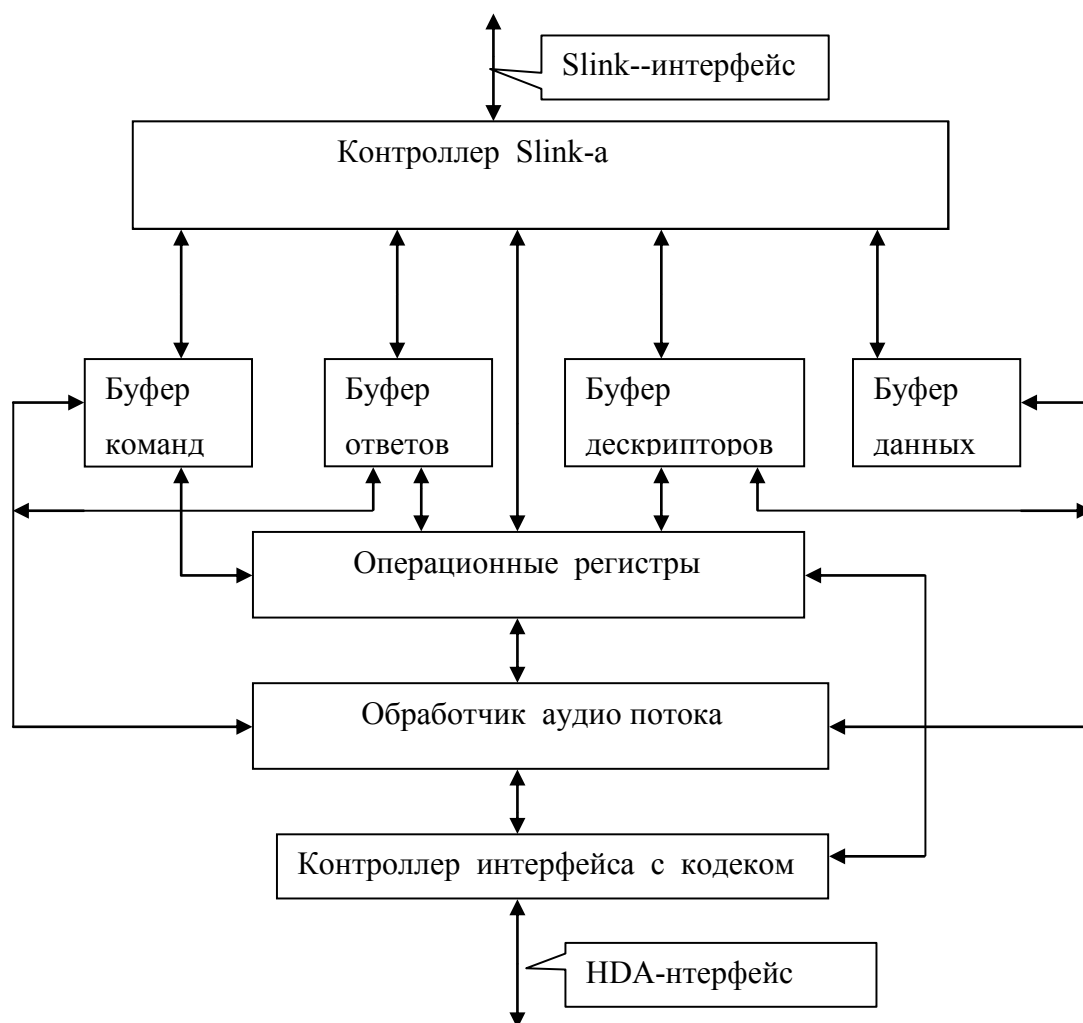 Slink--интерфейс
Контроллер Slink-а
Буфер
команд
Буфер
ответов
Буфер
дескрипторов
Буфер
данных
Операционные регистры
Обработчик аудио потока
Контроллер интерфейса с кодеком
HDA-нтерфейс